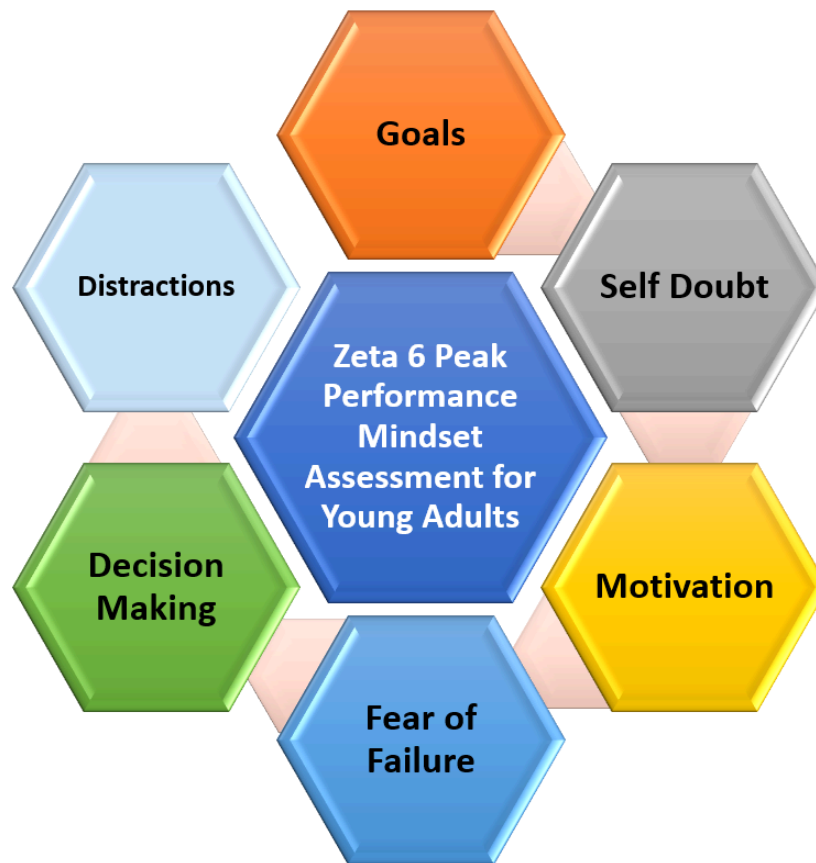 Goals
Self Doubt
Distractions
Zeta 6 Peak
Performance
Mindset
Assessment for
Young Adults
Decision
Making
Motivation
Fear of
Failure